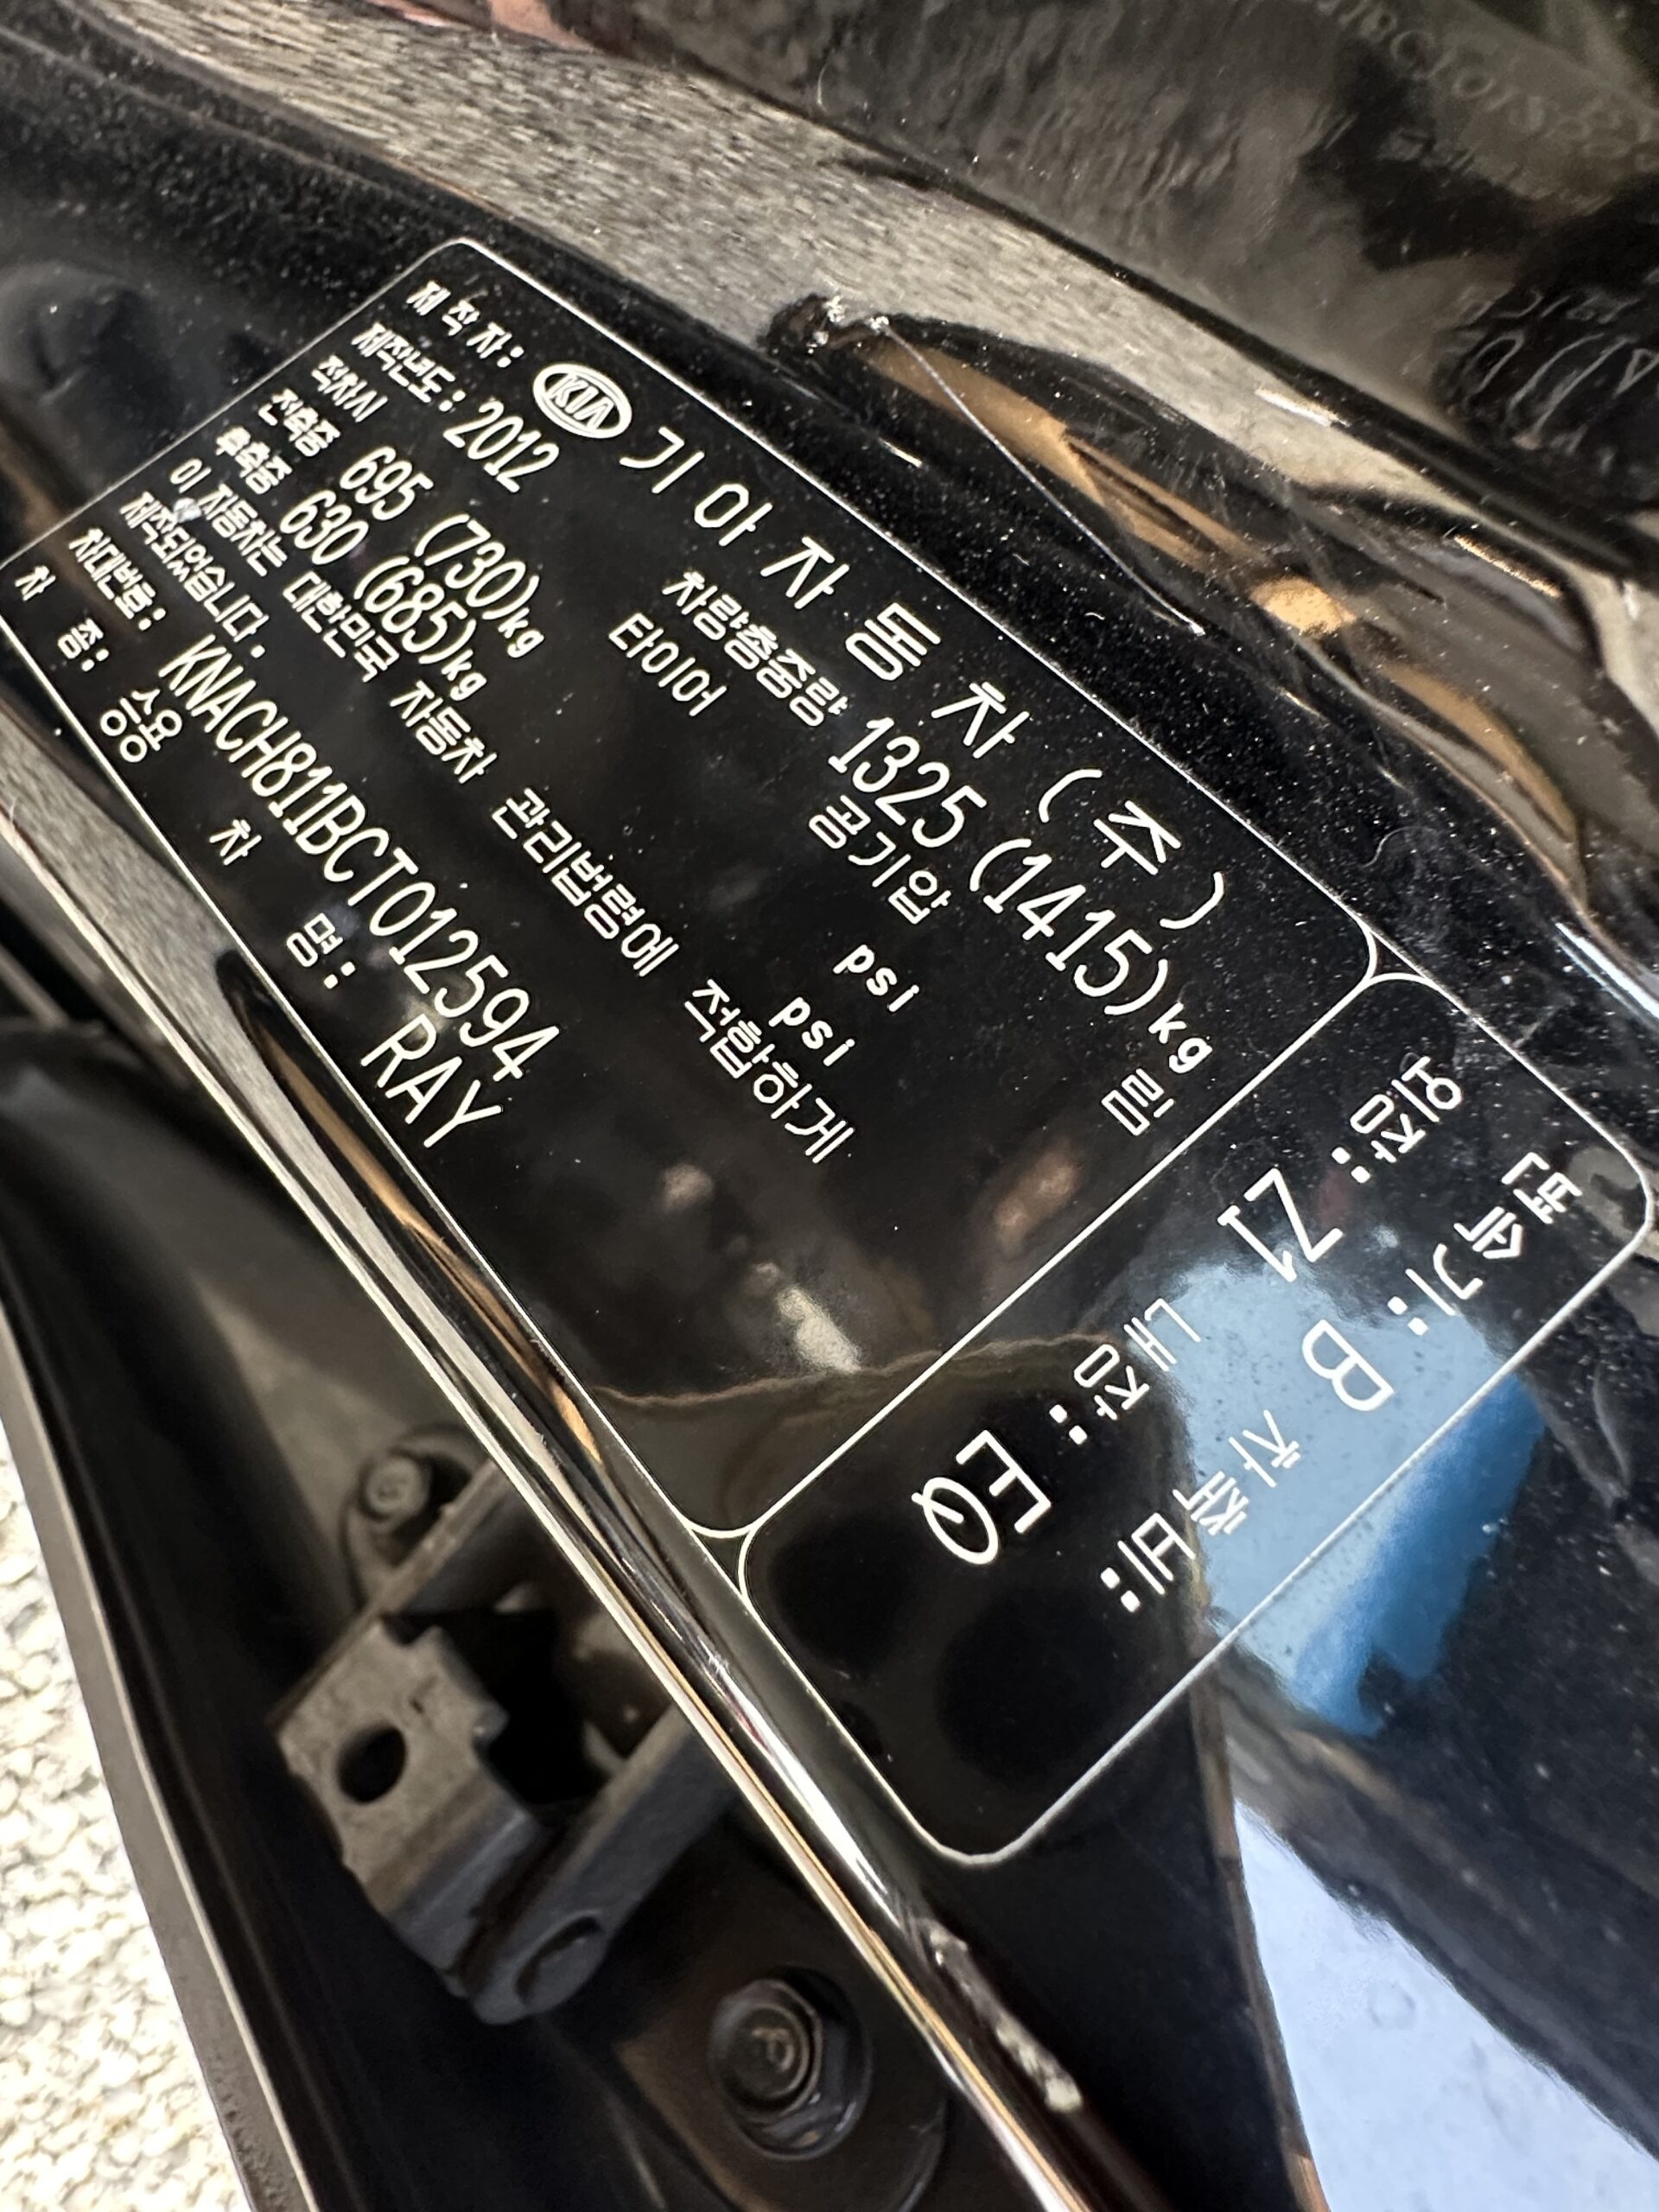 제 작 자: KIA 기 아 자 동 차 ( 주 )
제작년도: 2012 차량총중량 1325 (1415)kg
적차시 타이어 공기압 림
전축중 695 (730)kg psi
후축중 630 (685)kg psi
이 자동차는 대한민국 자동차 관리법령에 적합하게
제작되었습니다.
차대번호: KNACH811BCT012594
차 종: 승용 차 명: RAY
외장: Z1 내장: EQ
변속기: B 차축비: